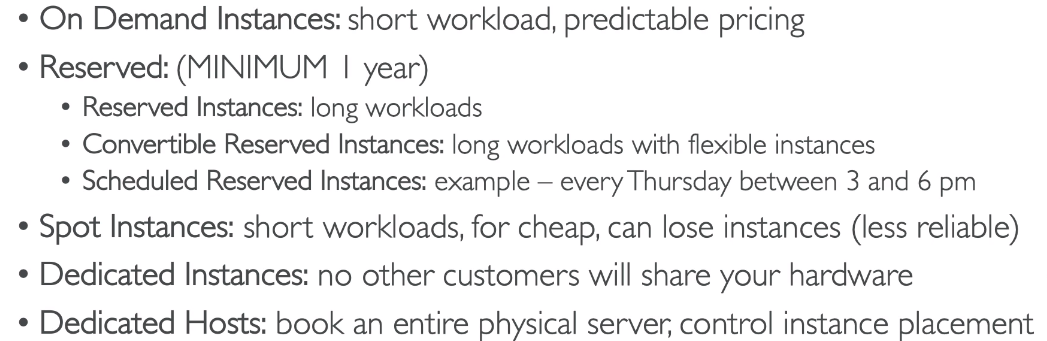 • On Demand Instances: short workload, predictable pricing
• Reserved: (MINIMUM 1 year)
• Reserved Instances: long workloads
• Convertible Reserved Instances: long workloads with flexible instances
• Scheduled Reserved Instances: example – every Thursday between 3 and 6 pm
• Spot Instances: short workloads, for cheap, can lose instances (less reliable)
• Dedicated Instances: no other customers will share your hardware
• Dedicated Hosts: book an entire physical server, control instance placement